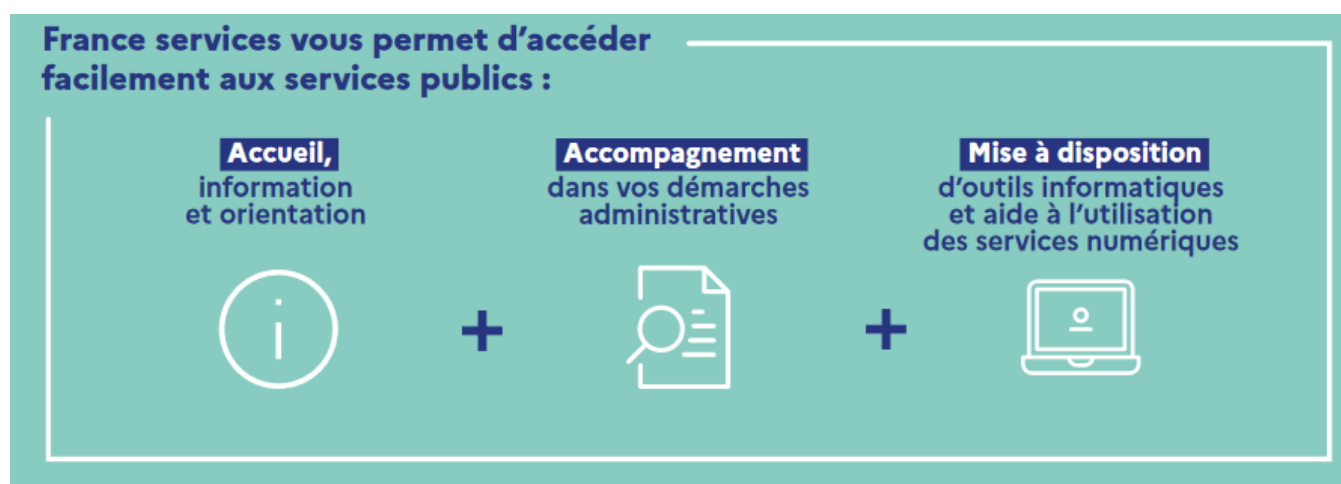 France services vous permet d'accéder
facilement aux services publics :
Accueil,
information
et orientation
Accompagnement
dans vos démarches
administratives
Mise à disposition
d'outils informatiques
et aide à l'utilisation
des services numériques
i
+
+